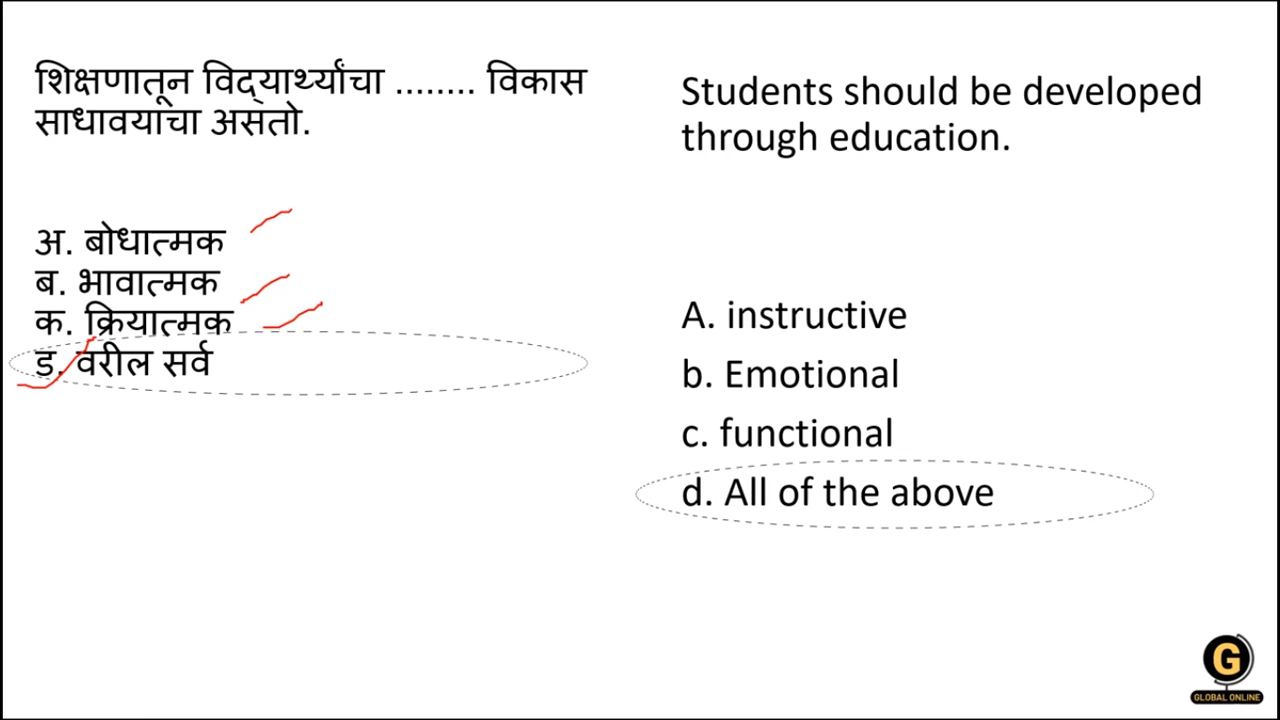 शिक्षणातून विद्यार्थ्यांचा ........ विकास
साधावयाचा असतो.
अ. बोधात्मक
ब. भावात्मक
क. क्रियात्मक
ड. वरील सर्व
Students should be developed
through education.
A. instructive
b. Emotional
c. functional
d. All of the above
G
GLOBAL ONLINE